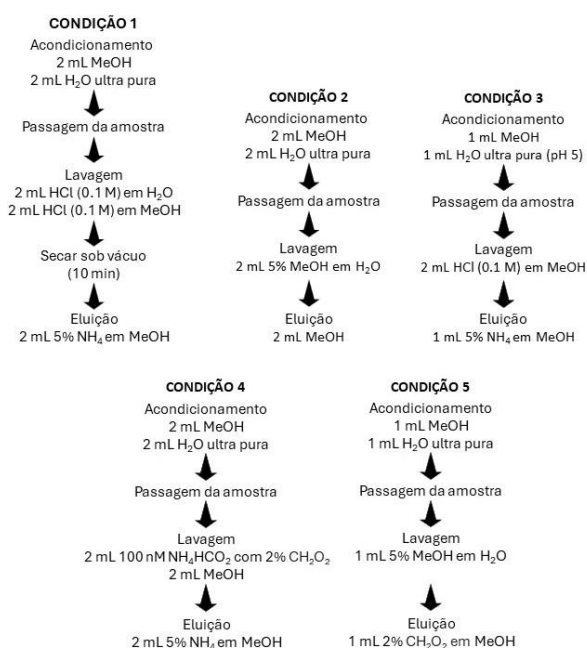 CONDIÇÃO 1
Acondicionamento
2 mL MeOH
2 mL H₂O ultra pura
Passagem da amostra
Lavagem
2 mL HCl (0.1 M) em H₂O
2 mL HCl (0.1 M) em MeOH
Secar sob vácuo
(10 min)
Eluição
2 mL 5% NH₄ em MeOH
CONDIÇÃO 2
Acondicionamento
2 mL MeOH
2 mL H₂O ultra pura
Passagem da amostra
Lavagem
2 mL 5% MeOH em H₂O
Eluição
2 mL MeOH
CONDIÇÃO 3
Acondicionamento
1 mL MeOH
1 mL H₂O ultra pura (pH 5)
Passagem da amostra
Lavagem
2 mL HCl (0.1 M) em MeOH
Eluição
1 mL 5% NH₄ em MeOH
CONDIÇÃO 4
Acondicionamento
2 mL MeOH
2 mL H₂O ultra pura
Passagem da amostra
Lavagem
2 mL 100 nM NH₄HCO₂ com 2% CH₂O₂
2 mL MeOH
Eluição
2 mL 5% NH₄ em MeOH
CONDIÇÃO 5
Acondicionamento
1 mL MeOH
1 mL H₂O ultra pura
Passagem da amostra
Lavagem
1 mL 5% MeOH em H₂O
Eluição
1 mL 2% CH₂O₂ em MeOH